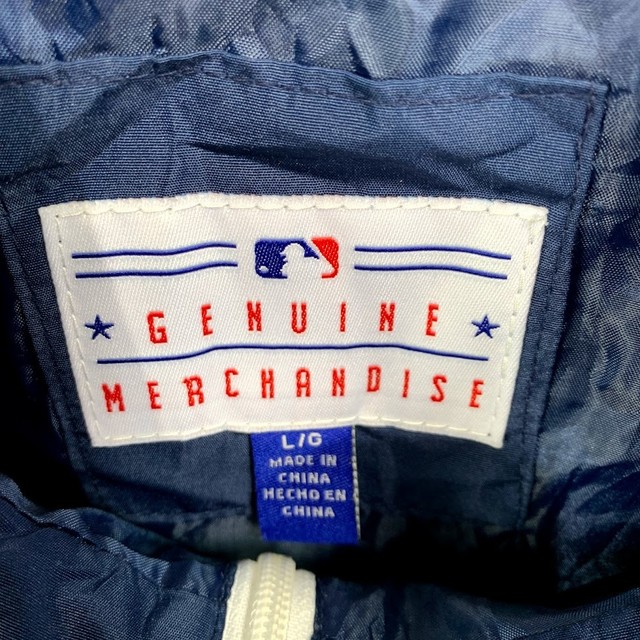 GENUINE
MERCHANDISE
L/G
MADE IN
CHINA
HECHO EN
CHINA